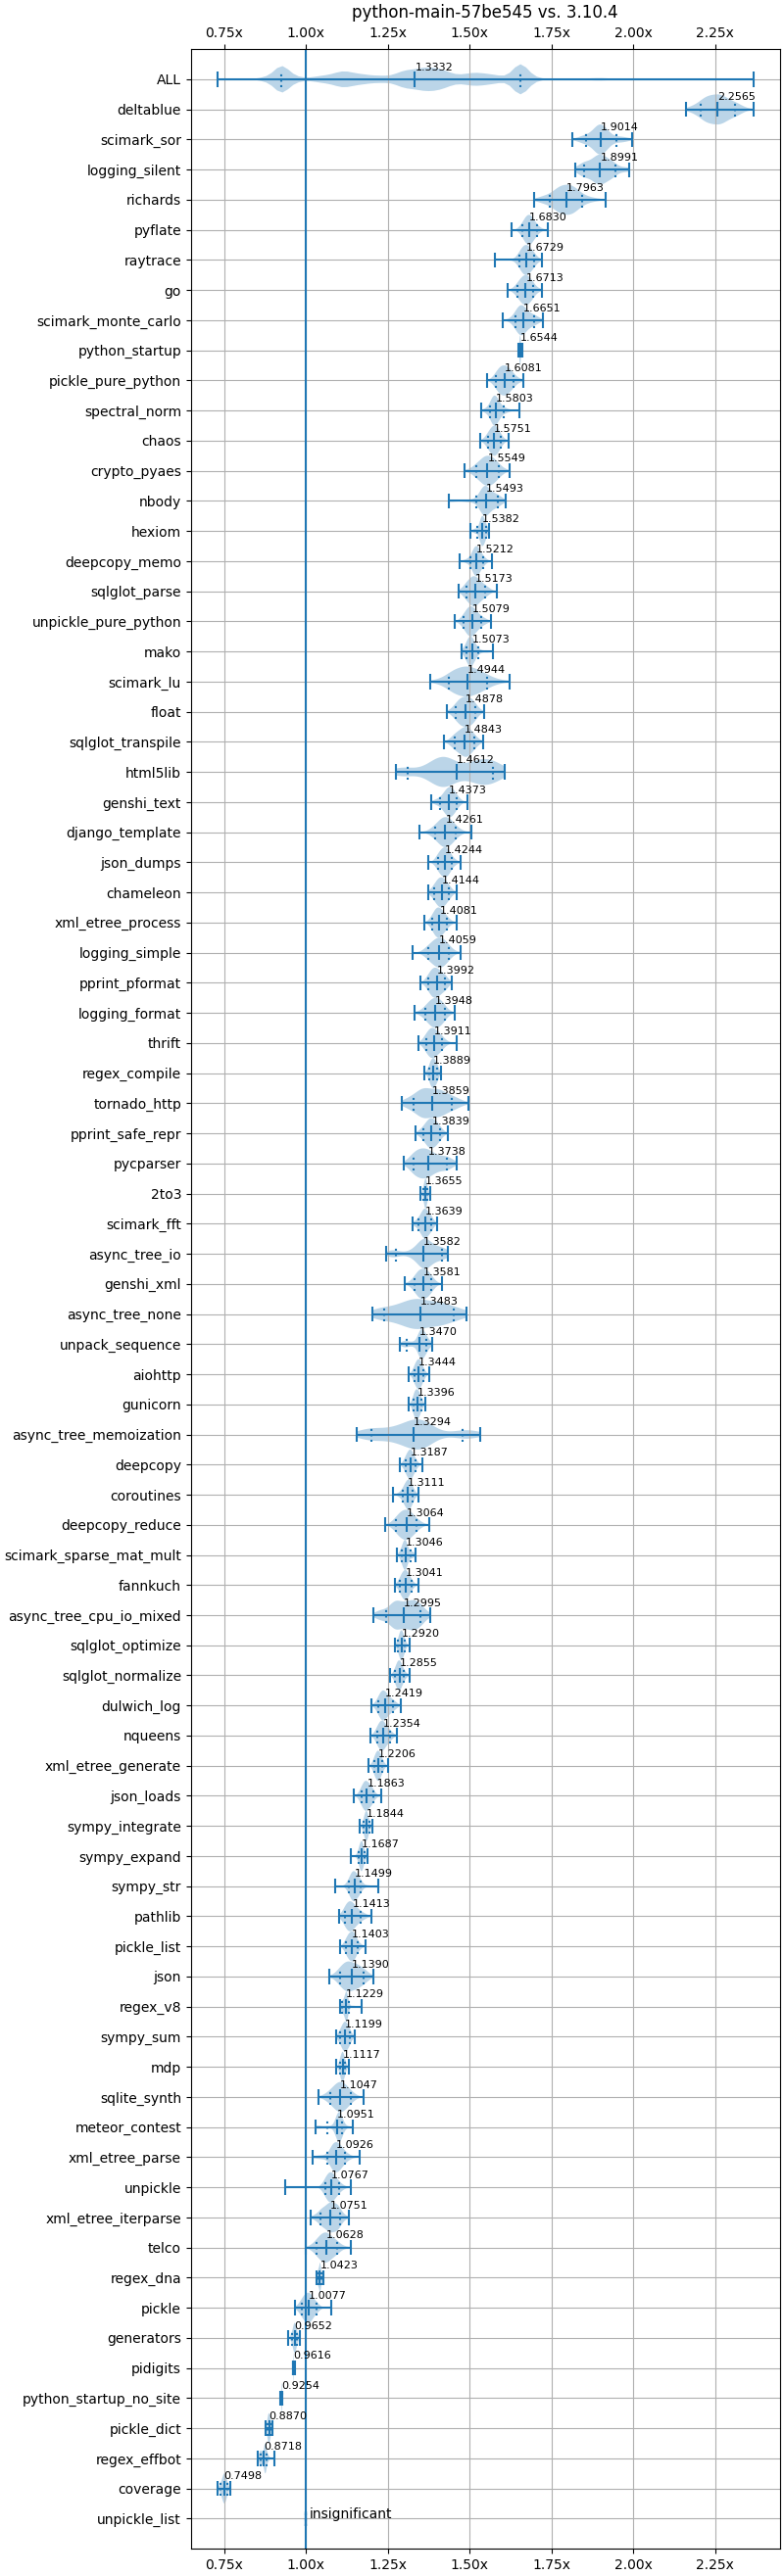 python-main-57be545 vs. 3.10.4
0.75x 1.00x 1.25x 1.50x 1.75x 2.00x 2.25x
ALL 1.3332
deltablue 2.2565
scimark_sor 1.9014
logging_silent 1.8991
richards 1.7963
pyflate 1.6830
raytrace 1.6729
go 1.6713
scimark_monte_carlo 1.6651
python_startup 1.6544
pickle_pure_python 1.6081
spectral_norm 1.5803
chaos 1.5751
crypto_pyaes 1.5549
nbody 1.5493
hexiom 1.5382
deepcopy_memo 1.5212
sqlglot_parse 1.5173
unpickle_pure_python 1.5079
mako 1.5073
scimark_lu 1.4944
float 1.4878
sqlglot_transpile 1.4843
html5lib 1.4612
genshi_text 1.4373
django_template 1.4261
json_dumps 1.4244
chameleon 1.4144
xml_etree_process 1.4081
logging_simple 1.4059
pprint_pformat 1.3992
logging_format 1.3948
thrift 1.3911
regex_compile 1.3889
tornado_http 1.3859
pprint_safe_repr 1.3839
pycparser 1.3738
2to3 1.3655
scimark_fft 1.3639
async_tree_io 1.3582
genshi_xml 1.3581
async_tree_none 1.3483
unpack_sequence 1.3470
aiohttp 1.3444
gunicorn 1.3396
async_tree_memoization 1.3294
deepcopy 1.3187
coroutines 1.3111
deepcopy_reduce 1.3064
scimark_sparse_mat_mult 1.3046
fannkuch 1.3041
async_tree_cpu_io_mixed 1.2995
sqlglot_optimize 1.2920
sqlglot_normalize 1.2855
dulwich_log 1.2419
nqueens 1.2354
xml_etree_generate 1.2206
json_loads 1.1863
sympy_integrate 1.1844
sympy_expand 1.1687
sympy_str 1.1499
pathlib 1.1413
pickle_list 1.1403
json 1.1390
regex_v8 1.1229
sympy_sum 1.1199
mdp 1.1117
sqlite_synth 1.1047
meteor_contest 1.0951
xml_etree_parse 1.0926
unpickle 1.0767
xml_etree_iterparse 1.0751
telco 1.0628
regex_dna 1.0423
pickle 1.0077
generators 0.9652
pidigits 0.9616
python_startup_no_site 0.9254
pickle_dict 0.8870
regex_effbot 0.8718
coverage 0.7498
unpickle_list insignificant
0.75x 1.00x 1.25x 1.50x 1.75x 2.00x 2.25x